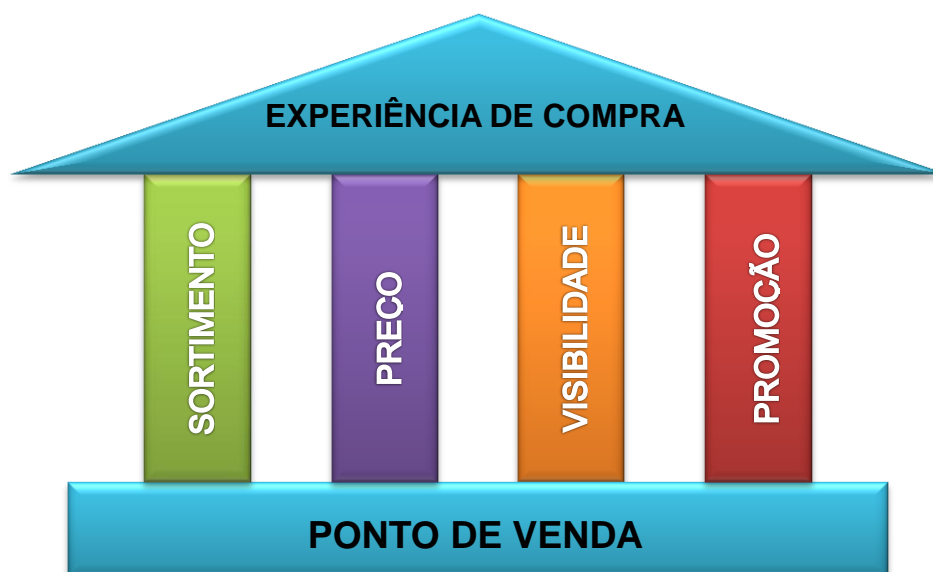 EXPERIÊNCIA DE COMPRA
SORTIMENTO
PREÇO
VISIBILIDADE
PROMOÇÃO
PONTO DE VENDA